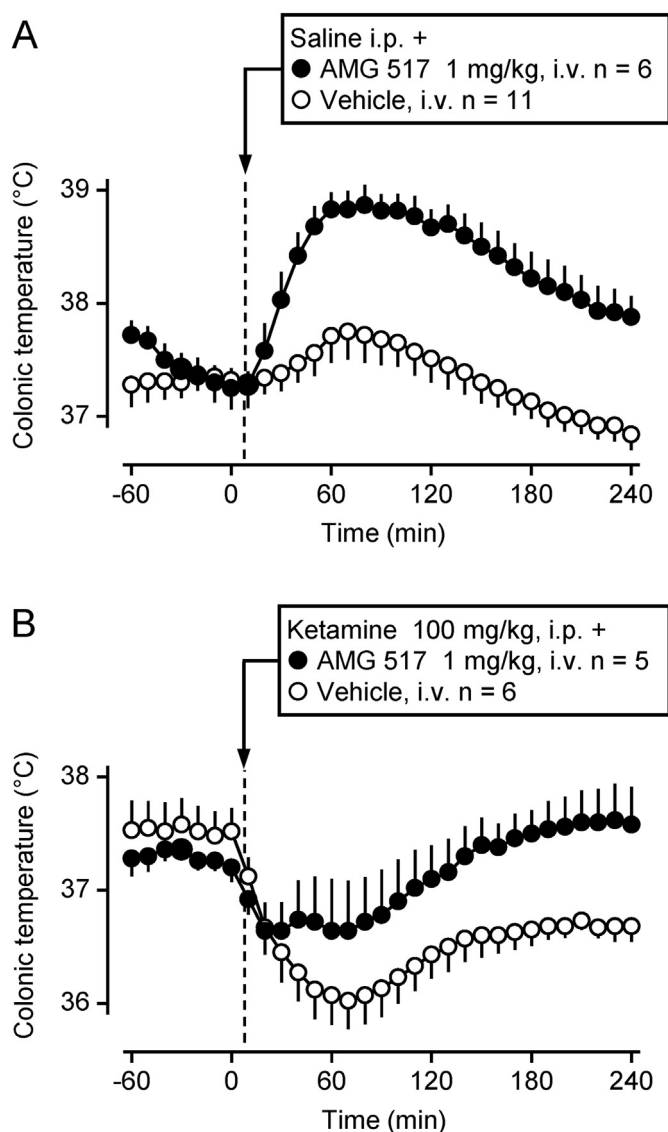 A
Saline i.p. +
● AMG 517 1 mg/kg, i.v. n = 6
○ Vehicle, i.v. n = 11
Colonic temperature (°C)
39
38
37
-60 0 60 120 180 240
Time (min)
B
Ketamine 100 mg/kg, i.p. +
● AMG 517 1 mg/kg, i.v. n = 5
○ Vehicle, i.v. n = 6
Colonic temperature (°C)
38
37
36
-60 0 60 120 180 240
Time (min)